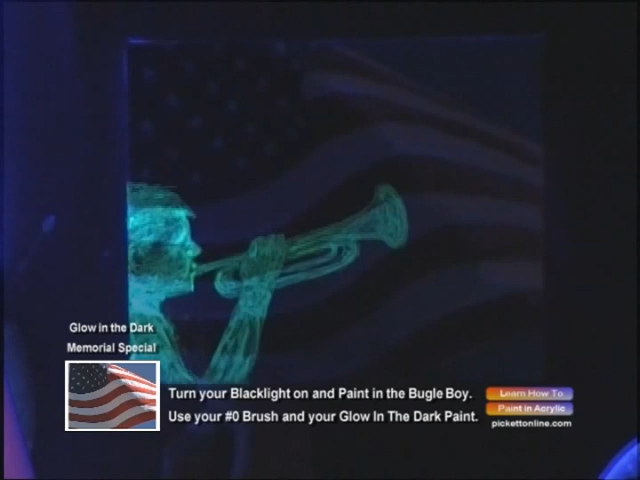 Glow in the Dark
Memorial Special
Turn your Blacklight on and Paint in the Bugle Boy.
Use your #0 Brush and your Glow In The Dark Paint.
Learn How To
Paint in Acrylic
pickettonline.com